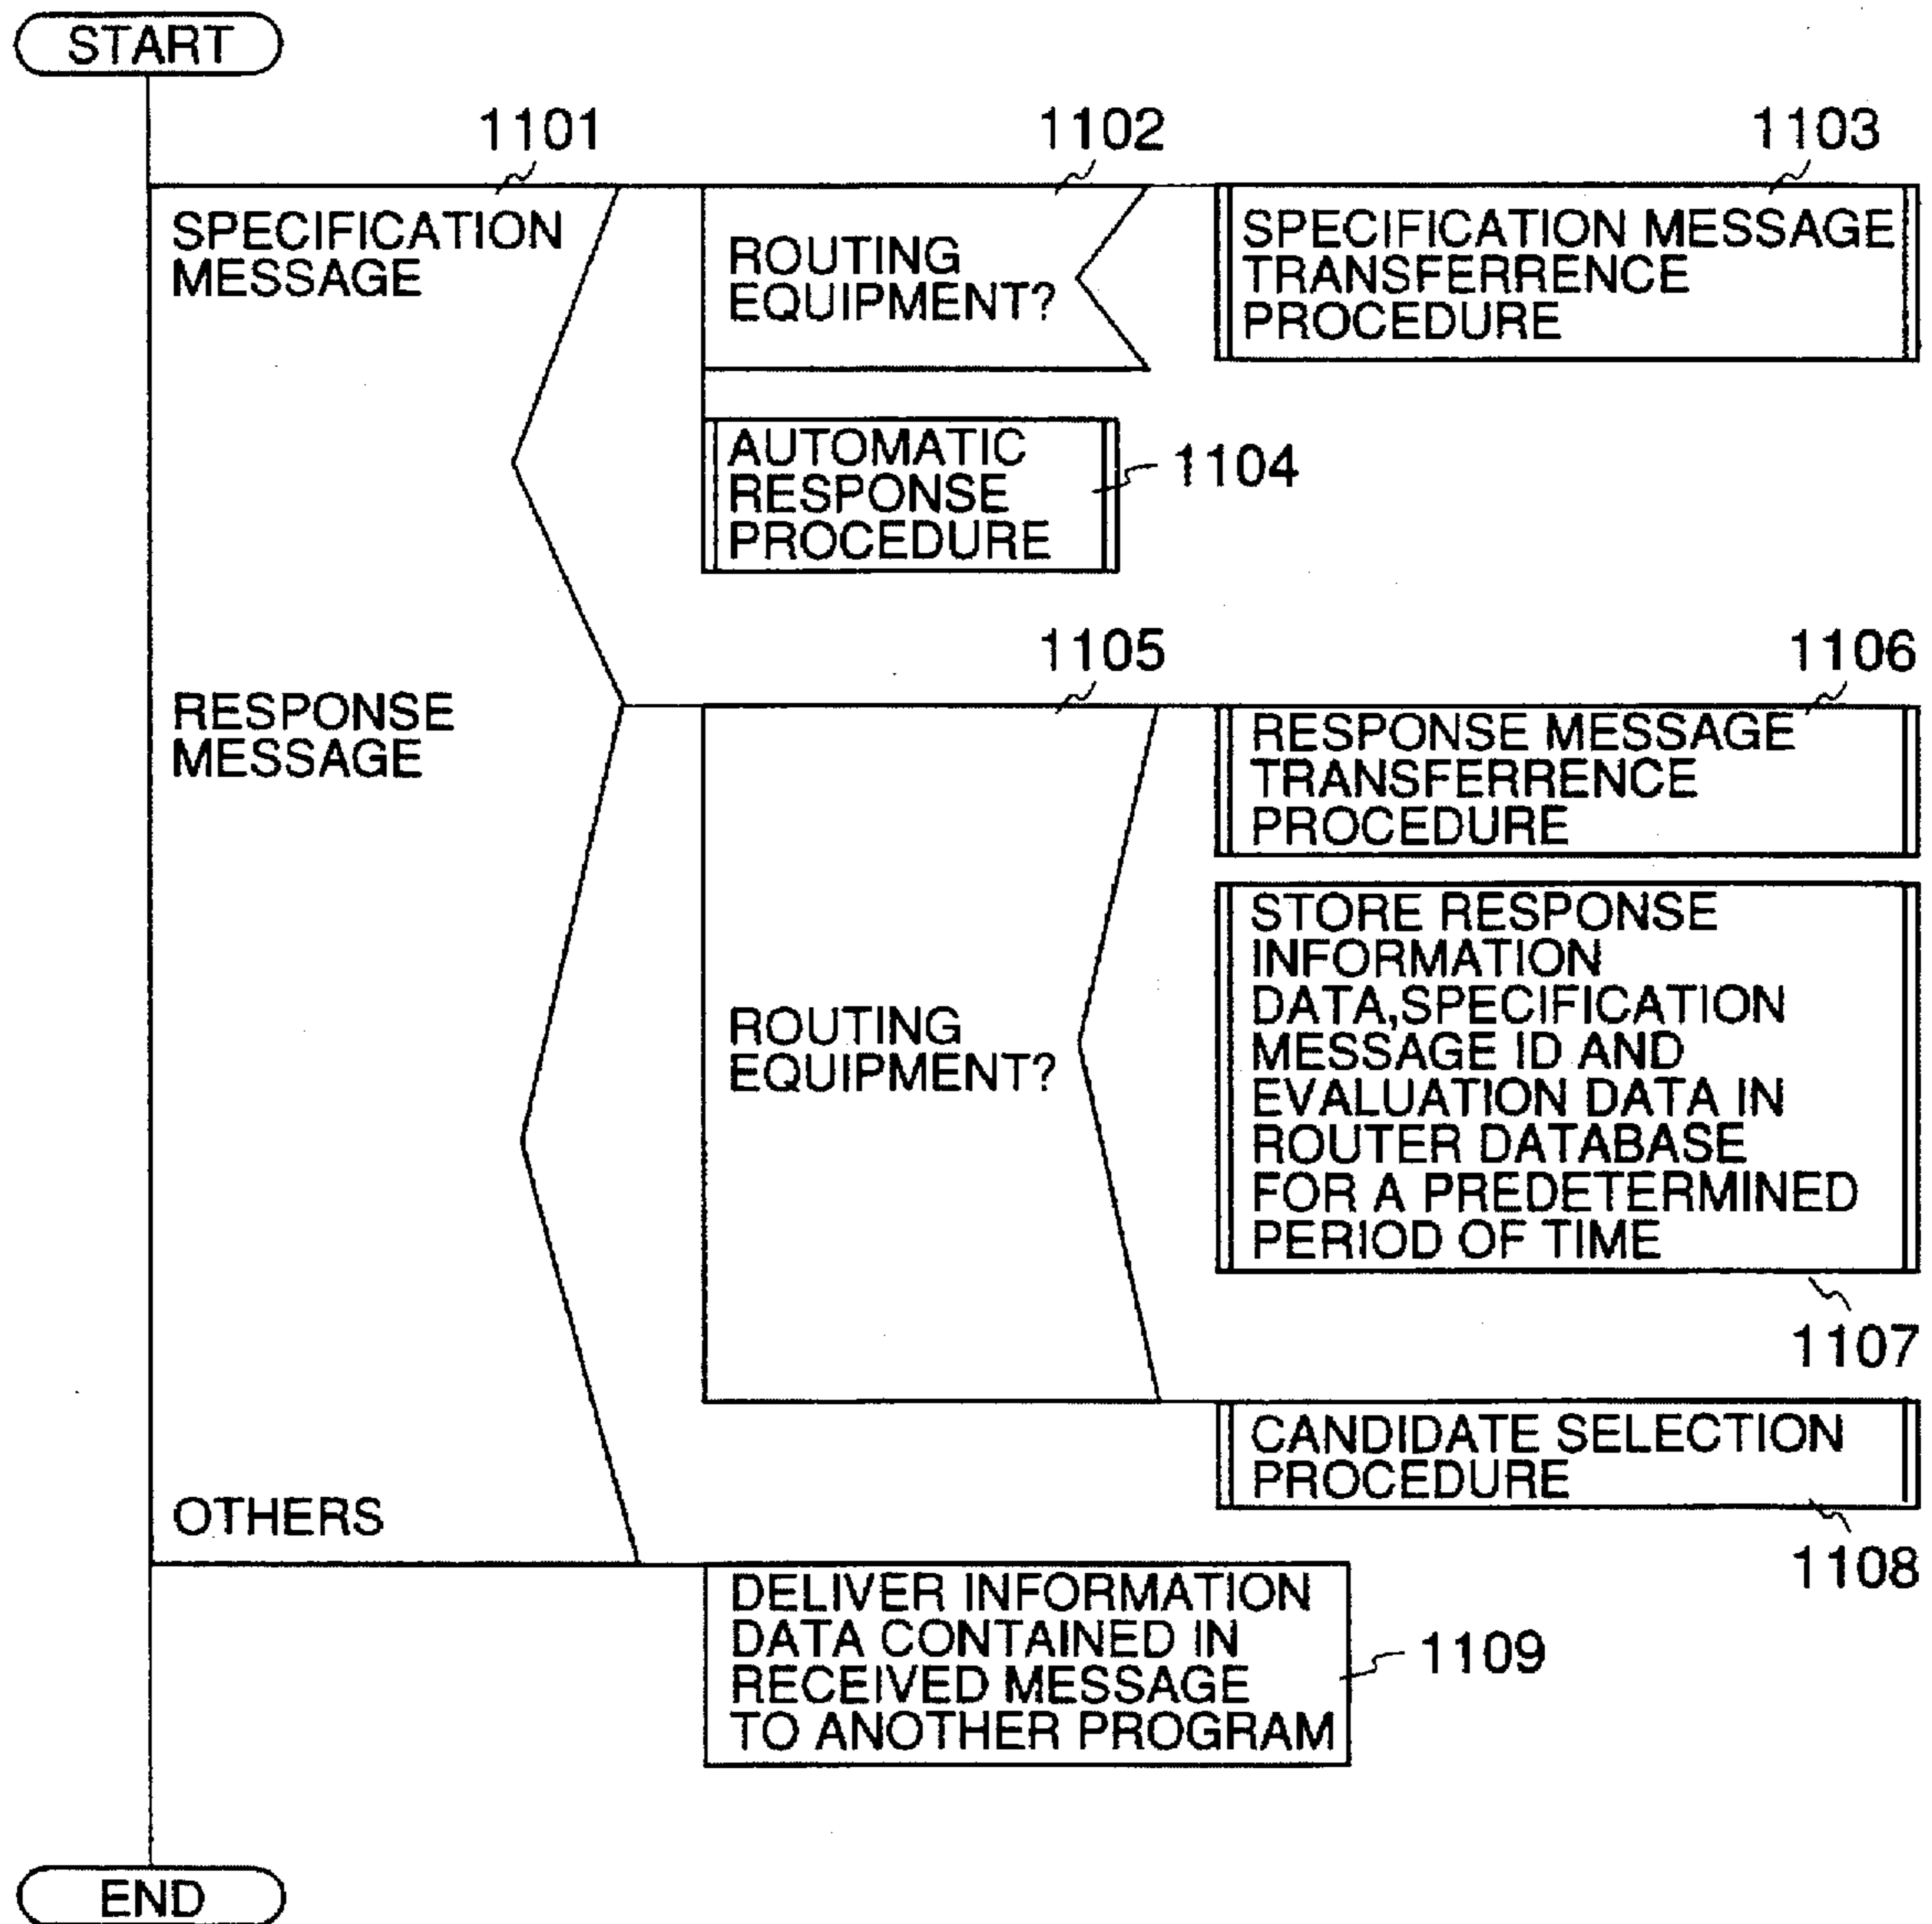 START
1101
1102
1103
SPECIFICATION
MESSAGE
ROUTING
EQUIPMENT?
SPECIFICATION MESSAGE
TRANSFERRENCE
PROCEDURE
AUTOMATIC
RESPONSE
PROCEDURE
1104
1105
1106
RESPONSE
MESSAGE
RESPONSE MESSAGE
TRANSFERRENCE
PROCEDURE
ROUTING
EQUIPMENT?
STORE RESPONSE
INFORMATION
DATA,SPECIFICATION
MESSAGE ID AND
EVALUATION DATA IN
ROUTER DATABASE
FOR A PREDETERMINED
PERIOD OF TIME
1107
CANDIDATE SELECTION
PROCEDURE
1108
OTHERS
DELIVER INFORMATION
DATA CONTAINED IN
RECEIVED MESSAGE
TO ANOTHER PROGRAM
1109
END